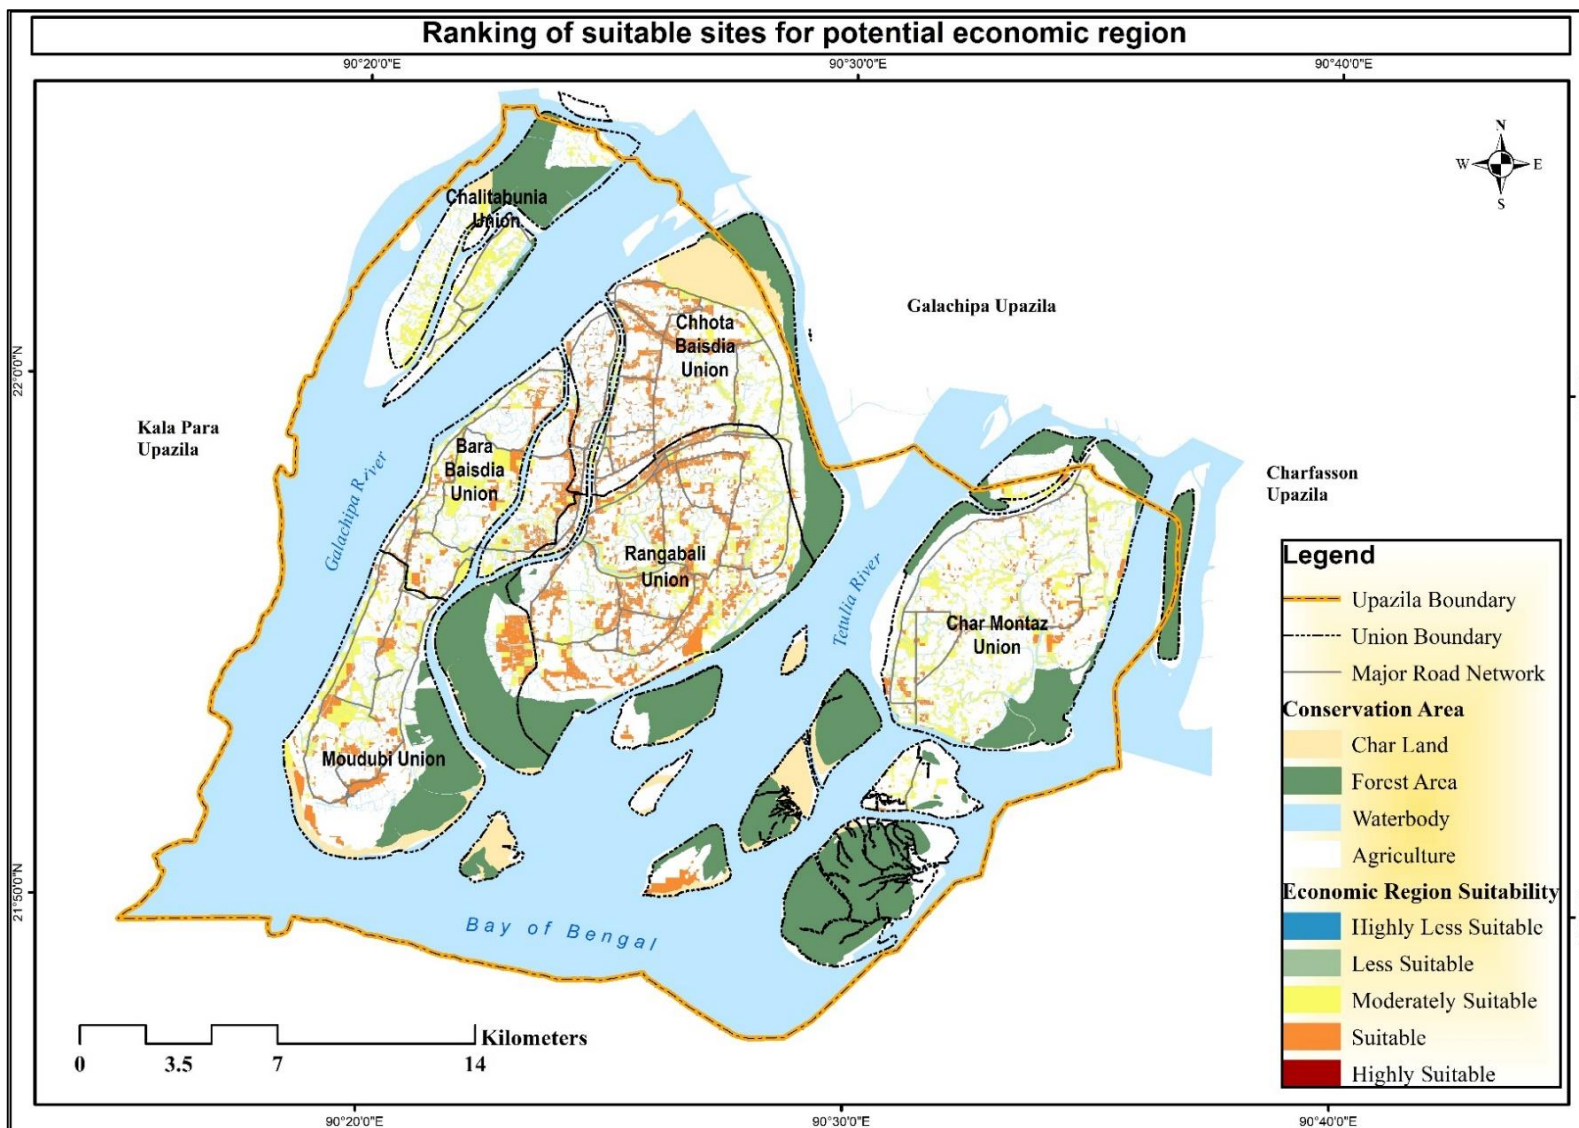 Ranking of suitable sites for potential economic region
90°20'0"E
90°30'0"E
90°40'0"E
N
W
E
S
Chalitabunia
Union
Galachipa Upazila
Chhota
Baisdia
Union
22°0'0"N
Kala Para
Upazila
Bara
Baisdia
Union
Galachipa River
Charfasson
Upazila
Rangabali
Union
Tetulia River
Char Montaz
Union
Moudubi Union
21°50'0"N
Bay of Bengal
Kilometers
0
3.5
7
14
Legend
Upazila Boundary
Union Boundary
Major Road Network
Conservation Area
Char Land
Forest Area
Waterbody
Agriculture
Economic Region Suitability
Highly Less Suitable
Less Suitable
Moderately Suitable
Suitable
Highly Suitable
90°20'0"E
90°30'0"E
90°40'0"E